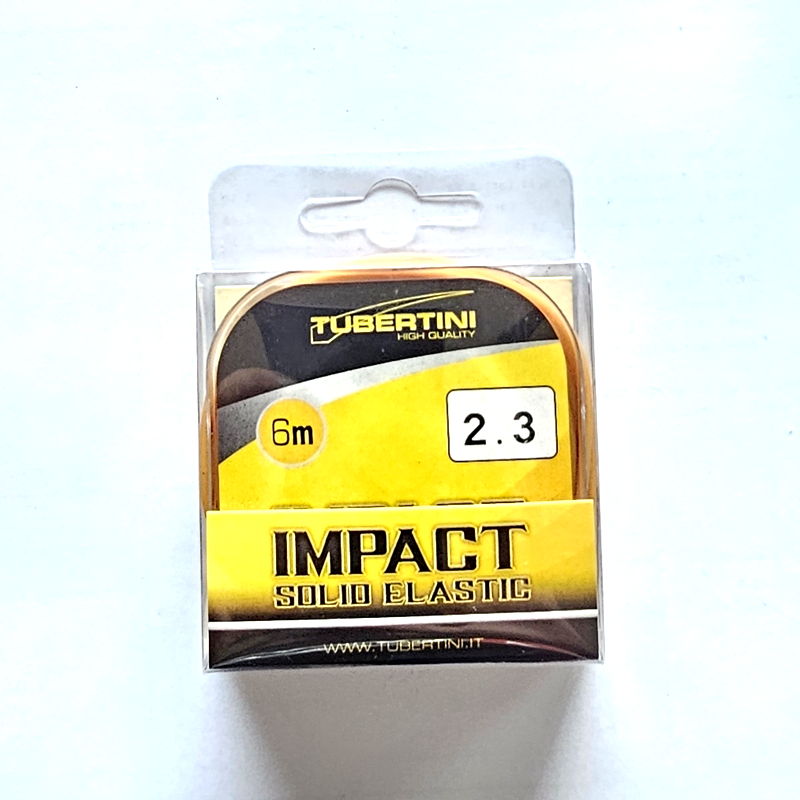 TUBERTINI
HIGH QUALITY
6m
2.3
IMPACT
SOLID ELASTIC
WWW.TUBERTINI.IT